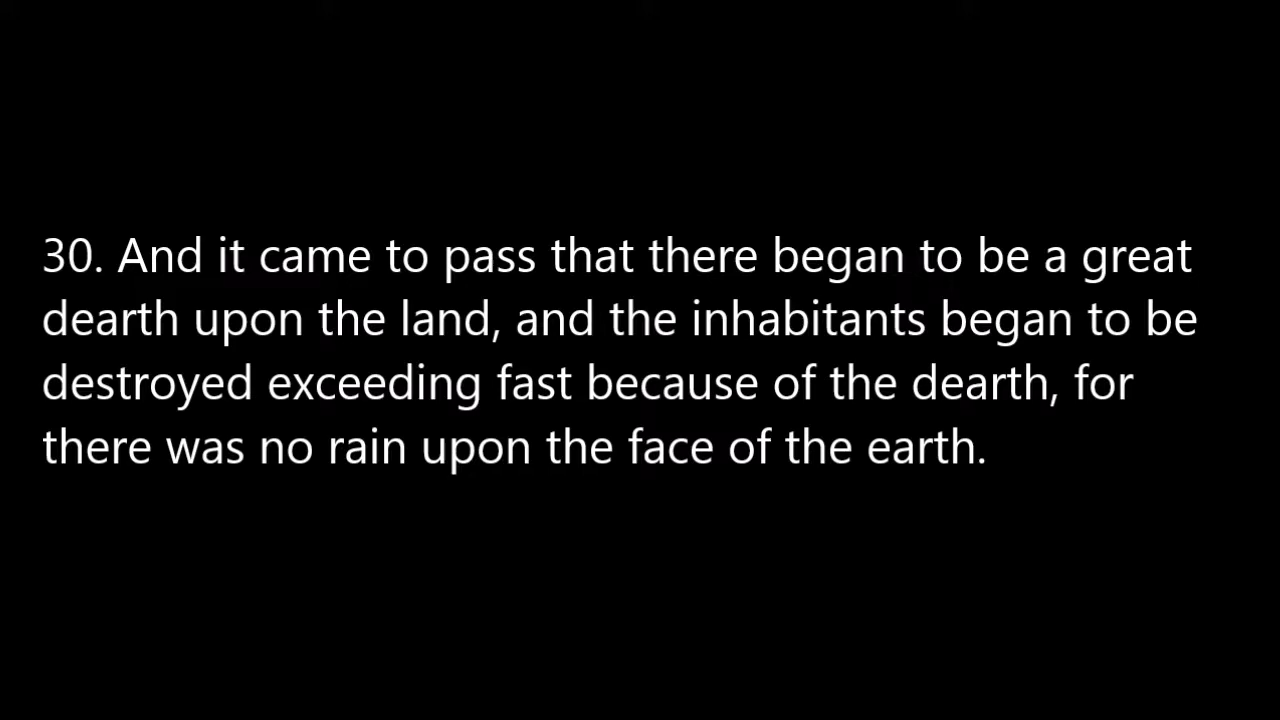 30. And it came to pass that there began to be a great
dearth upon the land, and the inhabitants began to be
destroyed exceeding fast because of the dearth, for
there was no rain upon the face of the earth.